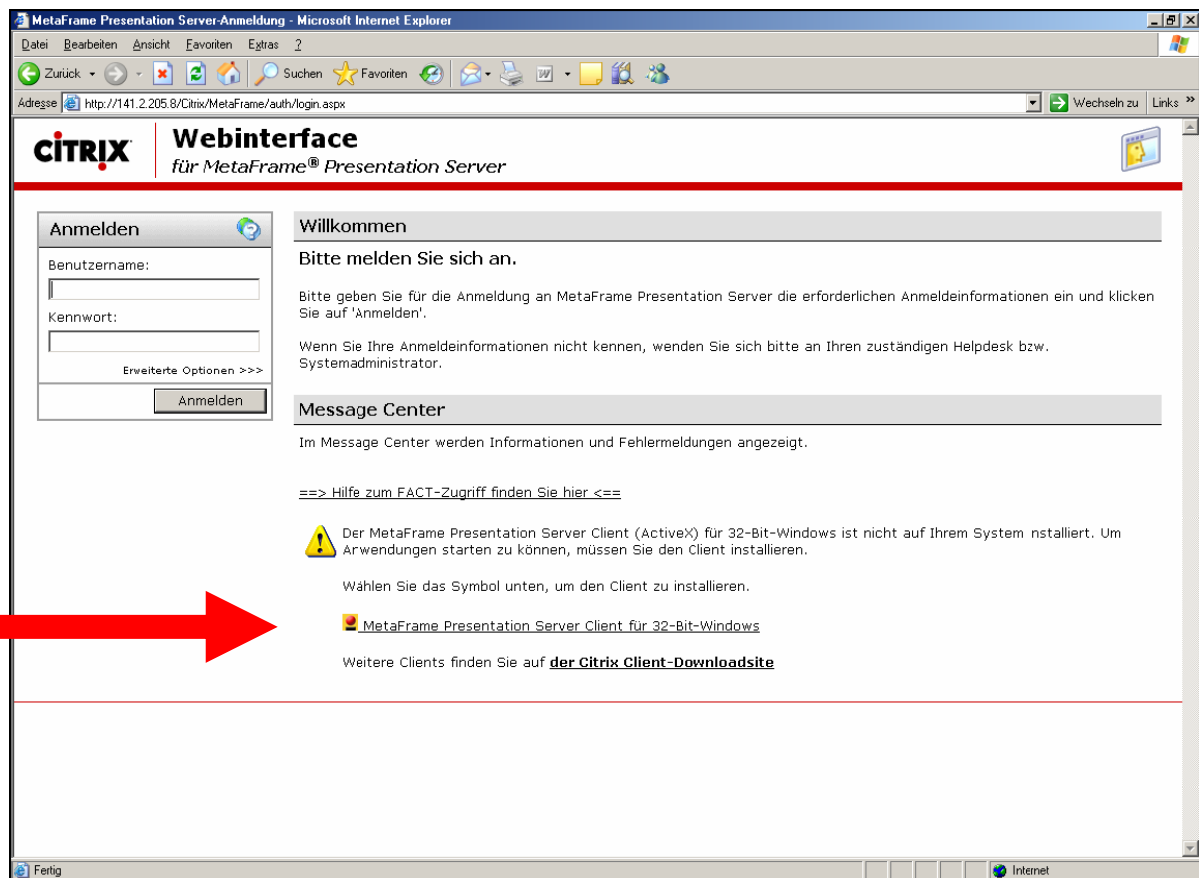 MetaFrame Presentation Server-Anmeldung - Microsoft Internet Explorer
Datei Bearbeiten Ansicht Favoriten Extras ?
Zurück Suchen Favoriten
Adresse http://141.2.205.8/Citrix/MetaFrame/auth/login.aspx Wechseln zu Links »
CİTRIX
Webinterface
für MetaFrame® Presentation Server
Anmelden
Benutzername:
Kennwort:
Erweiterte Optionen >>>
Anmelden
Willkommen
Bitte melden Sie sich an.
Bitte geben Sie für die Anmeldung an MetaFrame Presentation Server die erforderlichen Anmeldeinformationen ein und klicken
Sie auf 'Anmelden'.
Wenn Sie Ihre Anmeldeinformationen nicht kennen, wenden Sie sich bitte an Ihren zuständigen Helpdesk bzw.
Systemadministrator.
Message Center
Im Message Center werden Informationen und Fehlermeldungen angezeigt.
==> Hilfe zum FACT-Zugriff finden Sie hier <==
Der MetaFrame Presentation Server Client (ActiveX) für 32-Bit-Windows ist nicht auf Ihrem System nstalliert. Um
Anwendungen starten zu können, müssen Sie den Client installieren.
Wählen Sie das Symbol unten, um den Client zu installieren.
MetaFrame Presentation Server Client für 32-Bit-Windows
Weitere Clients finden Sie auf der Citrix Client-Downloadsite
Fertig
Internet